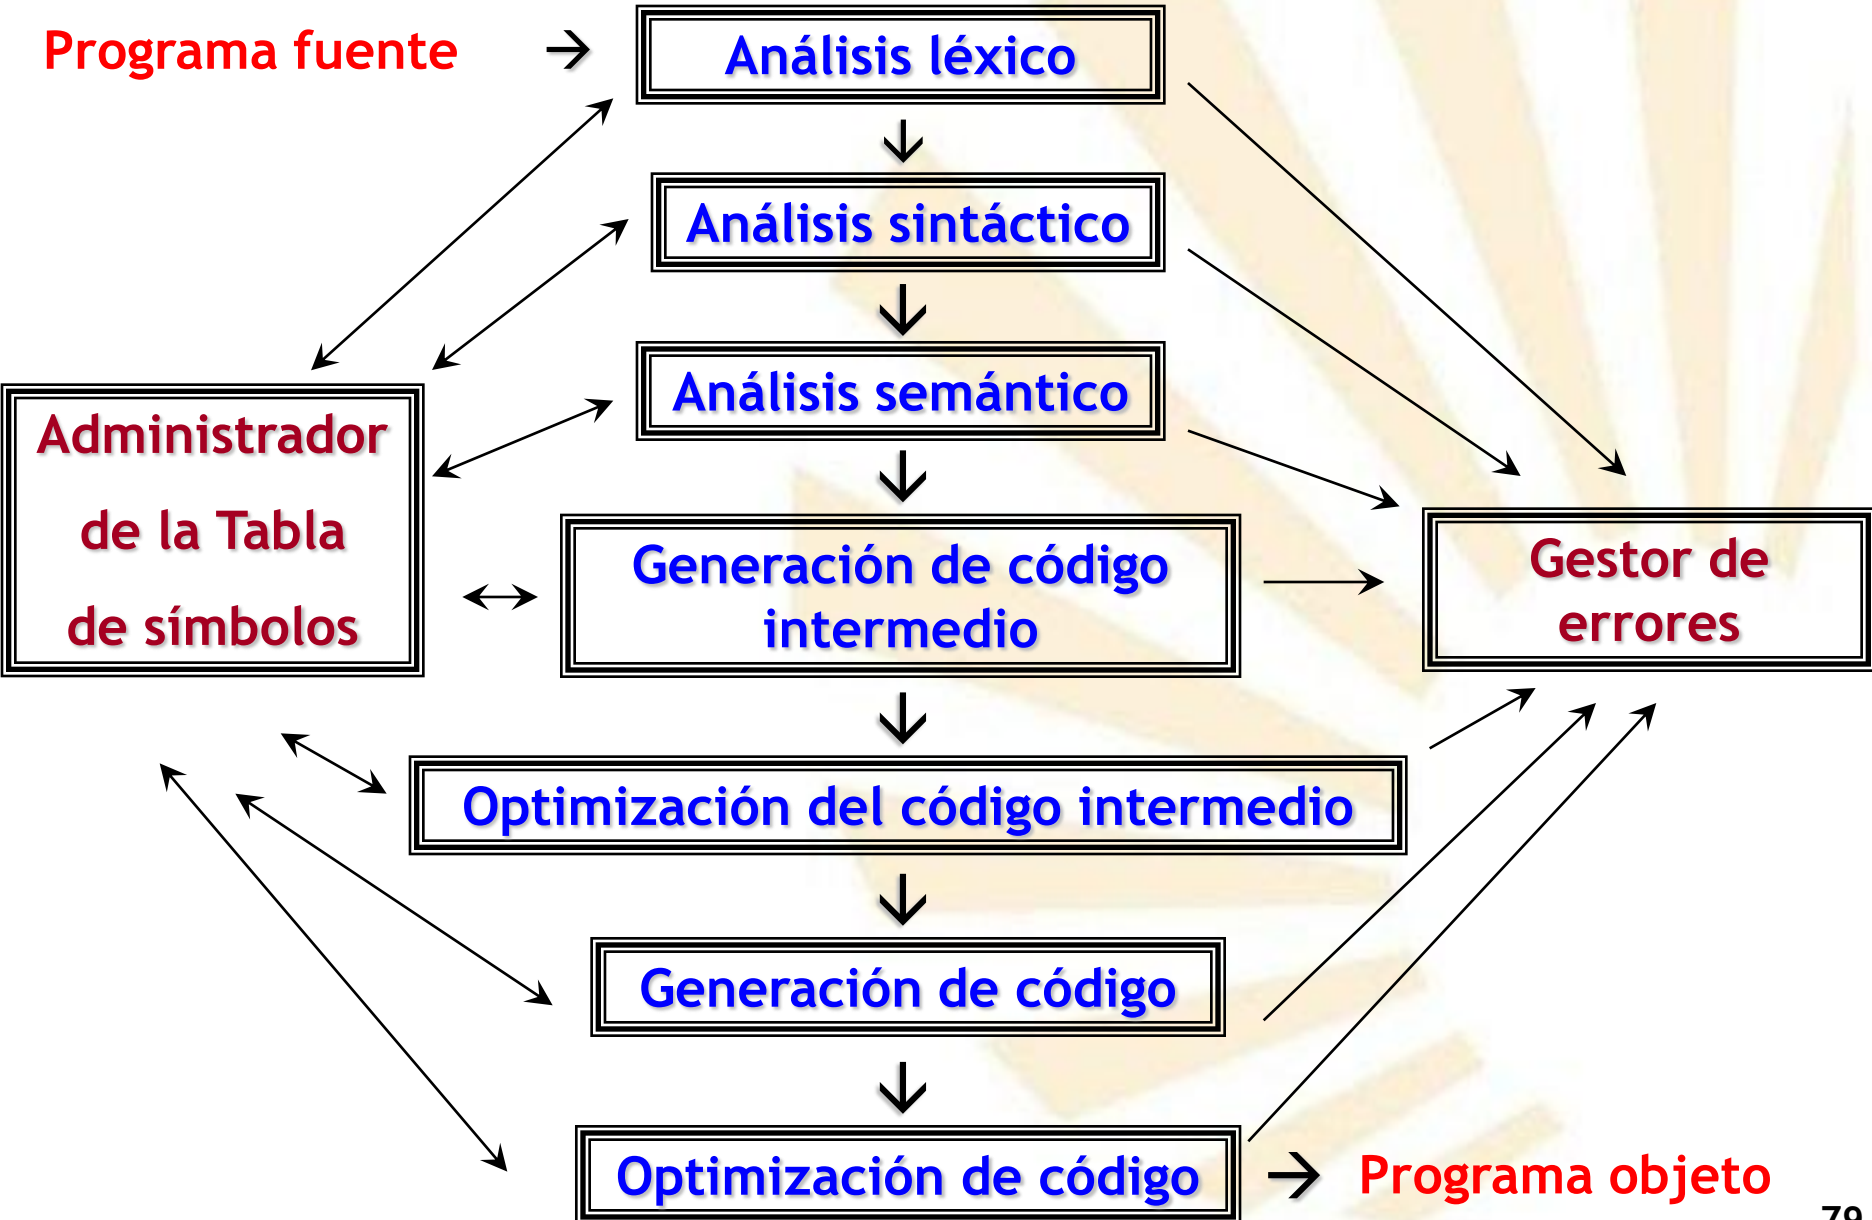 Programa fuente → Análisis léxico
Análisis sintáctico
Análisis semántico
Administrador
de la Tabla
de símbolos
Generación de código
intermedio
Gestor de
errores
Optimización del código intermedio
Generación de código
Optimización de código → Programa objeto
79